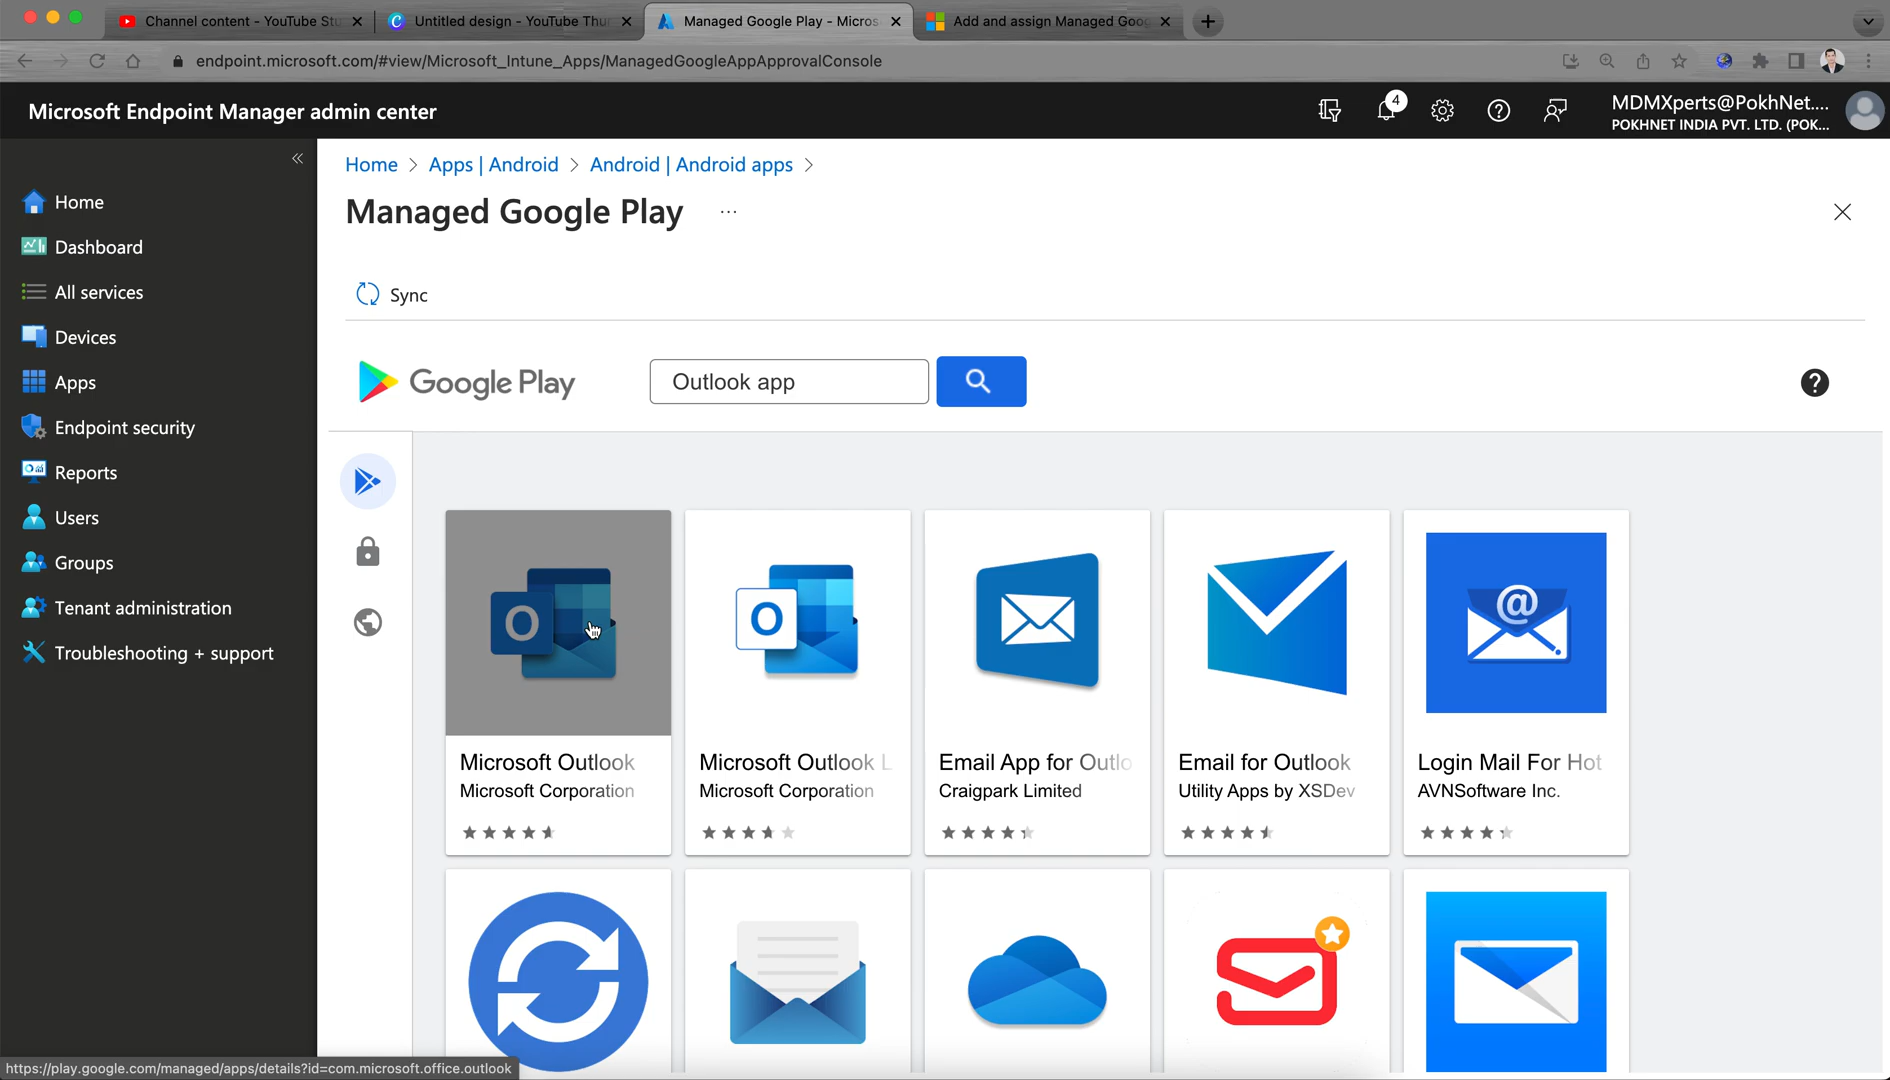 Channel content - YouTube Stu
Untitled design - YouTube Thu
Managed Google Play - Micros
Add and assign Managed Goog
endpoint.microsoft.com/#view/Microsoft_Intune_Apps/ManagedGoogleAppApprovalConsole
Microsoft Endpoint Manager admin center
4
MDMXperts@PokhNet....
POKHNET INDIA PVT. LTD. (POK...
Home
Dashboard
All services
Devices
Apps
Endpoint security
Reports
Users
Groups
Tenant administration
Troubleshooting + support
Home > Apps | Android > Android | Android apps >
Managed Google Play ...
Sync
Google Play
Outlook app
Microsoft Outlook
Microsoft Corporation
Microsoft Outlook L
Microsoft Corporation
Email App for Outlo
Craigpark Limited
Email for Outlook
Utility Apps by XSDev
Login Mail For Hot
AVNSoftware Inc.
https://play.google.com/managed/apps/details?id=com.microsoft.office.outlook